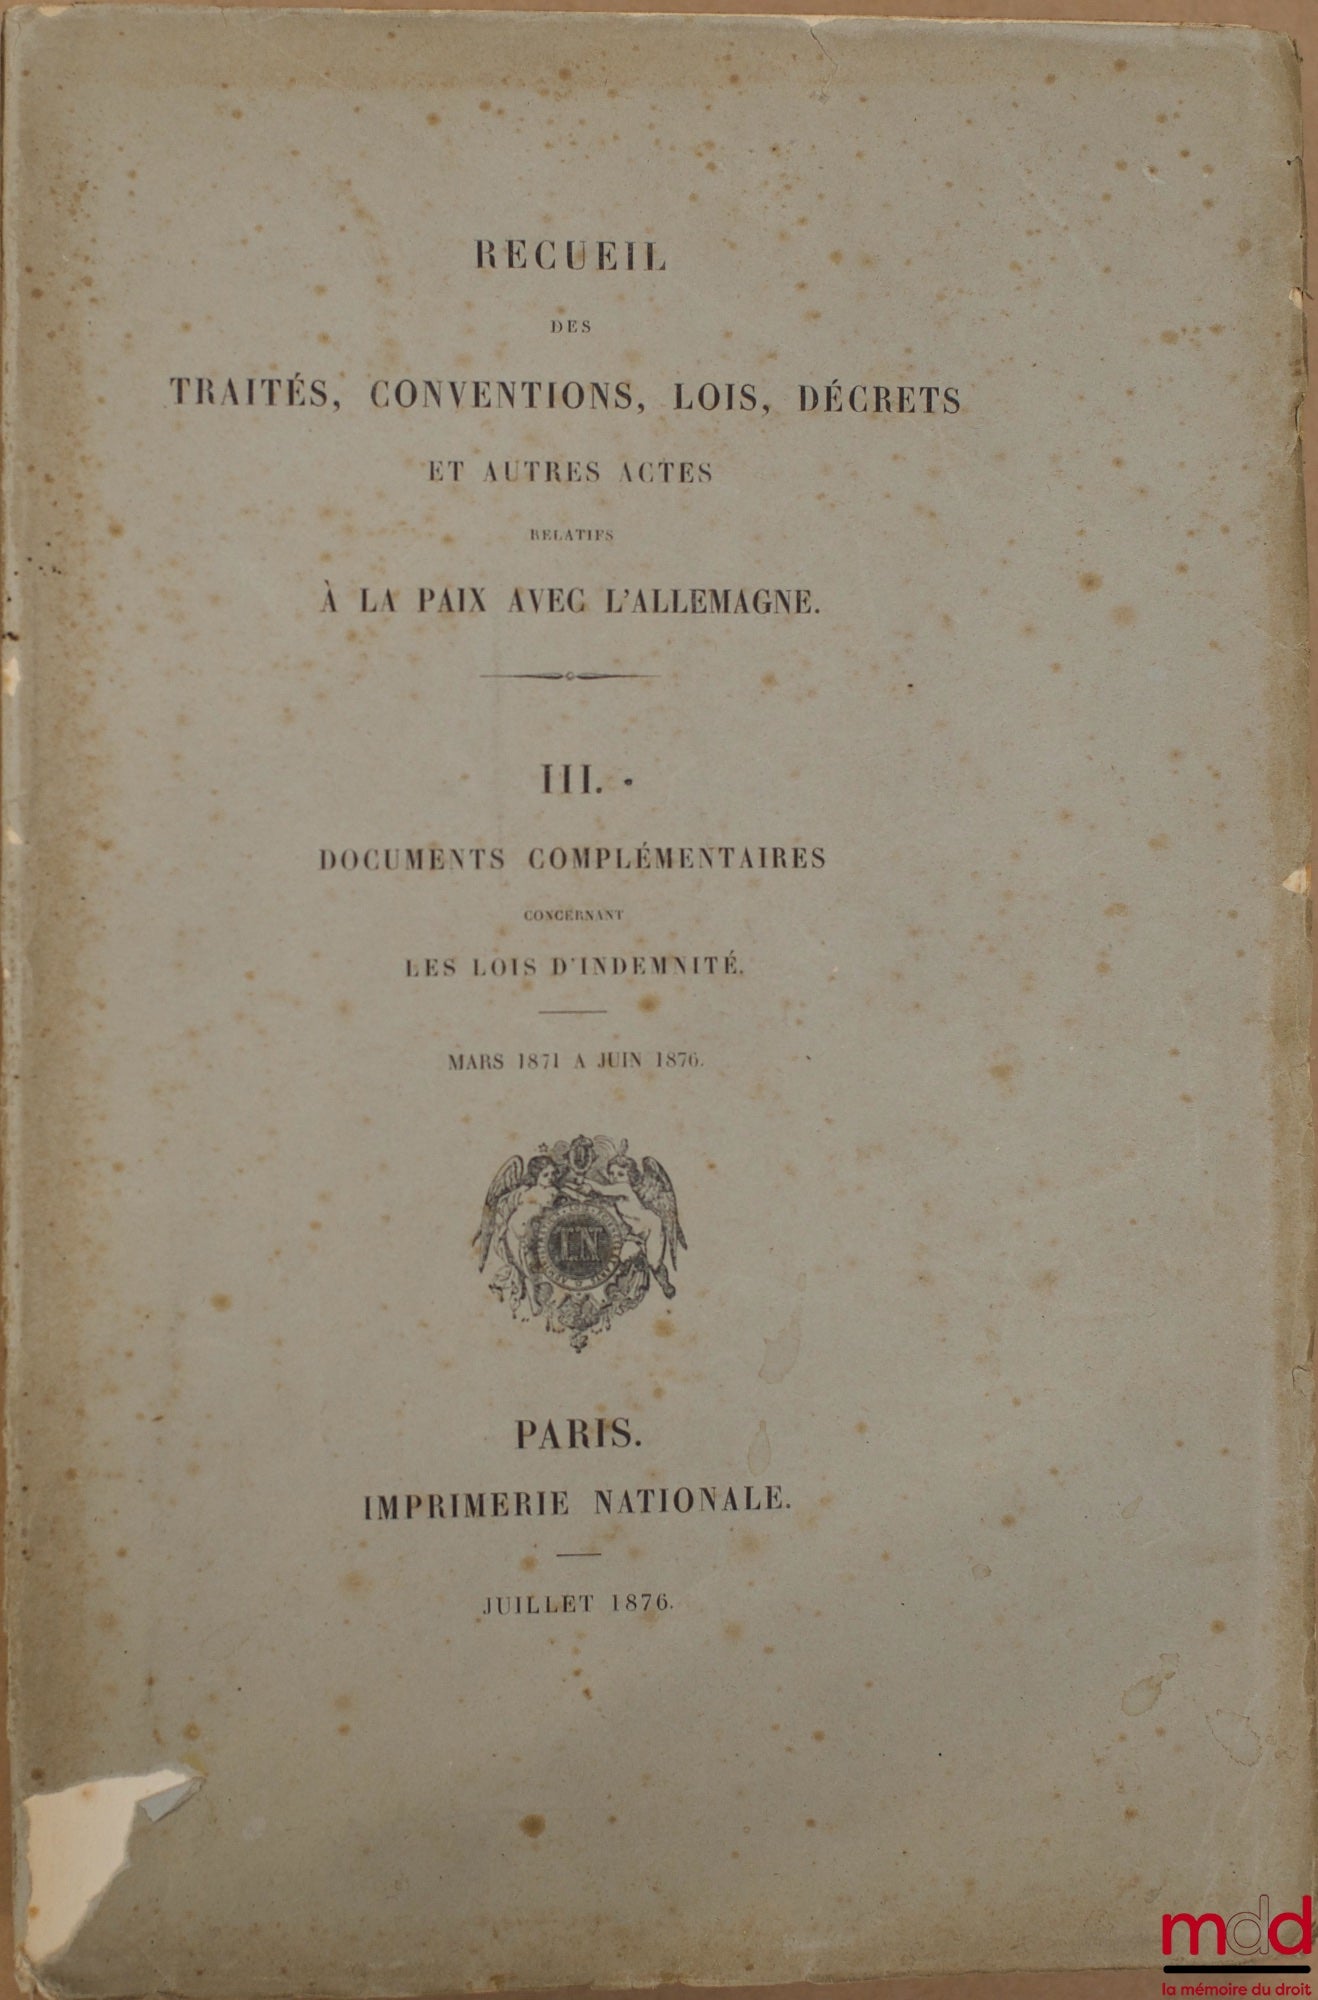 RECUEIL
DES
TRAITÉS, CONVENTIONS, LOIS, DÉCRETS
ET AUTRES ACTES
RELATIFS
À LA PAIX AVEC L'ALLEMAGNE.
III.
DOCUMENTS COMPLÉMENTAIRES
CONCERNANT
LES LOIS D'INDEMNITÉ.
MARS 1871 A JUIN 1876.
I.N
PARIS.
IMPRIMERIE NATIONALE.
JUILLET 1876.
mdd
la mémoire du droit